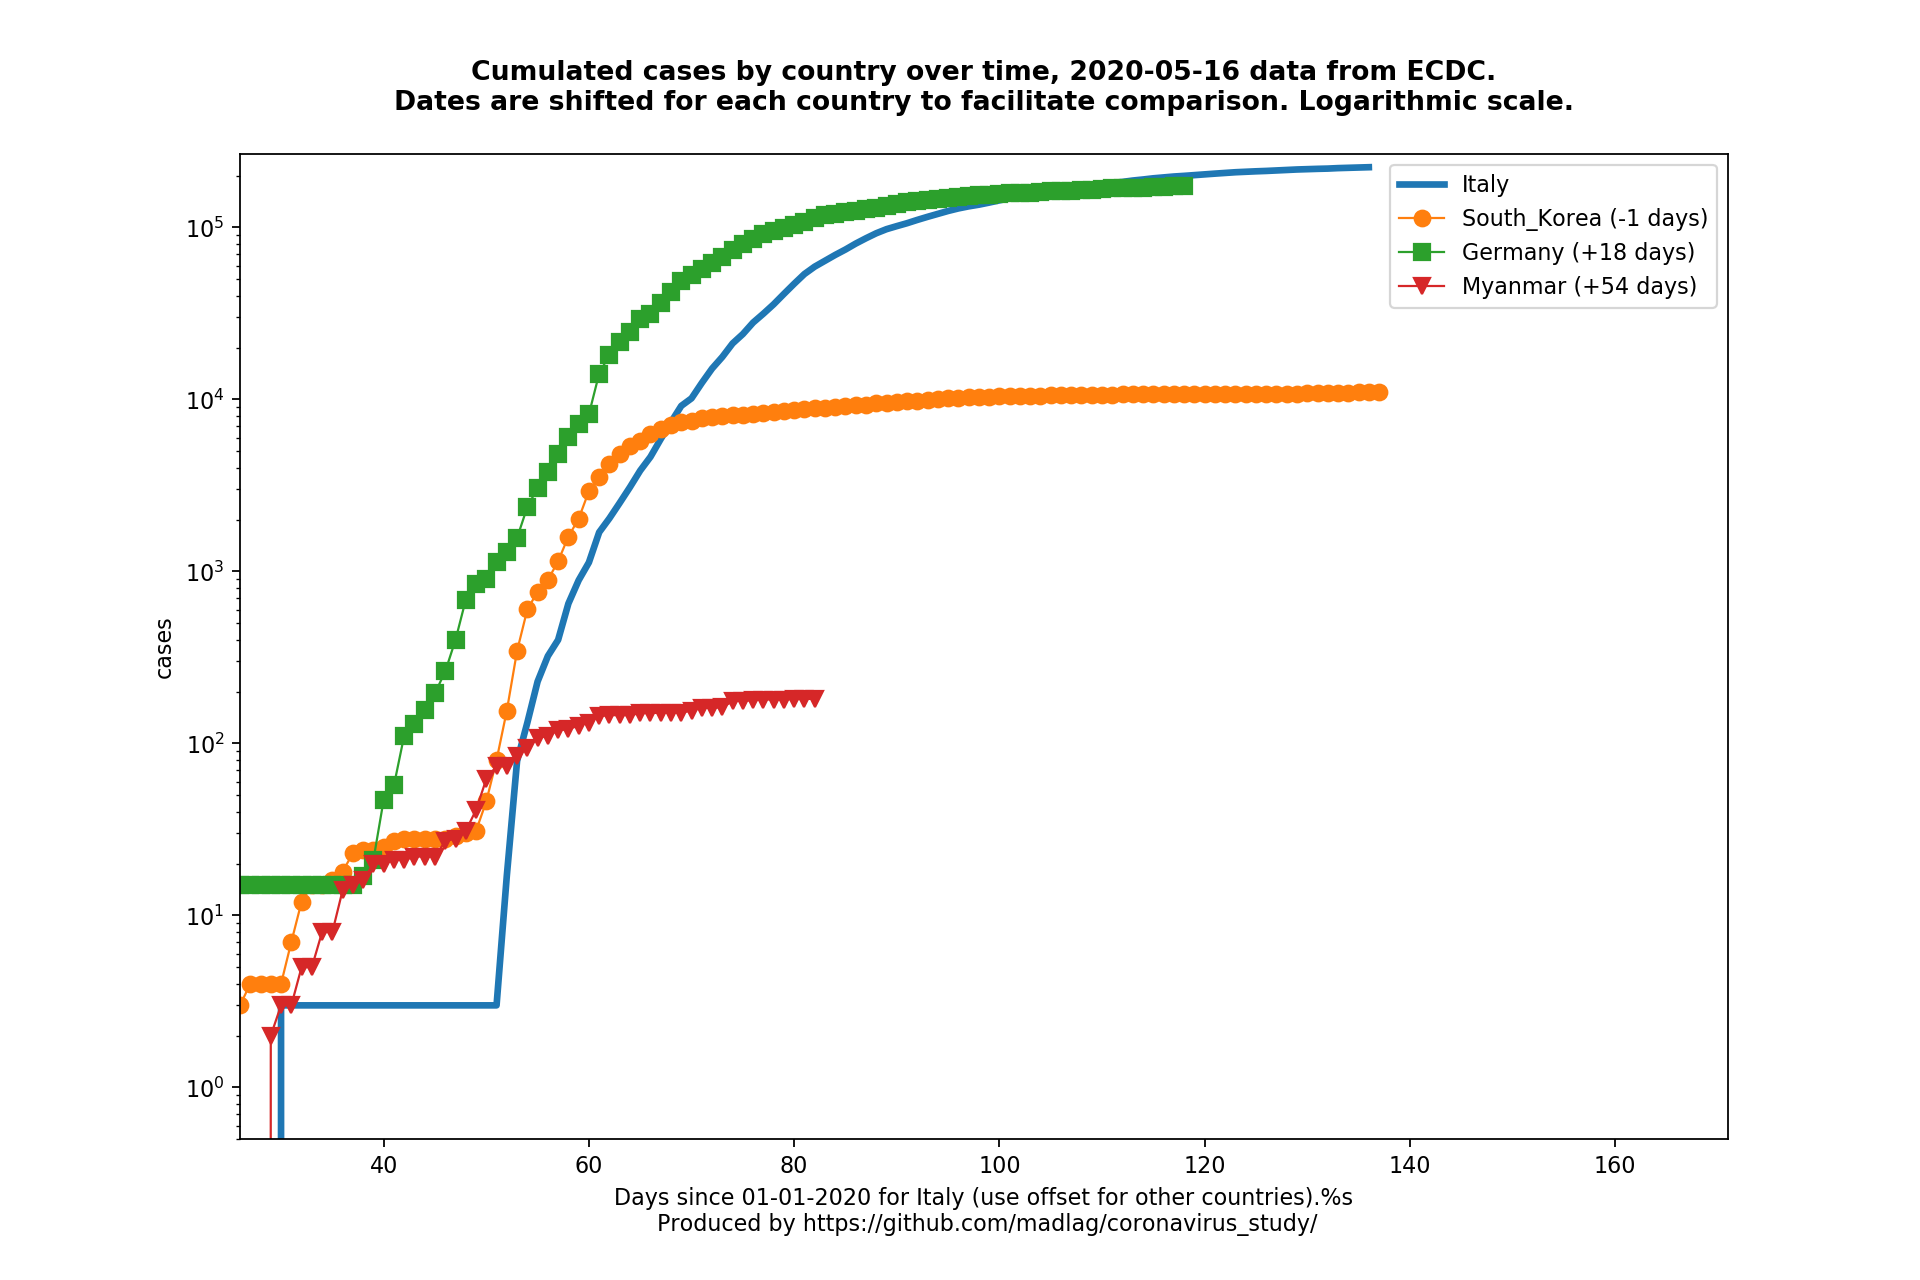 Cumulated cases by country over time, 2020-05-16 data from ECDC.
Dates are shifted for each country to facilitate comparison. Logarithmic scale.
Italy
South_Korea (-1 days)
Germany (+18 days)
Myanmar (+54 days)
10^5
10^4
10^3
10^2
10^1
10^0
cases
40 60 80 100 120 140 160
Days since 01-01-2020 for Italy (use offset for other countries).%s
Produced by https://github.com/madlag/coronavirus_study/